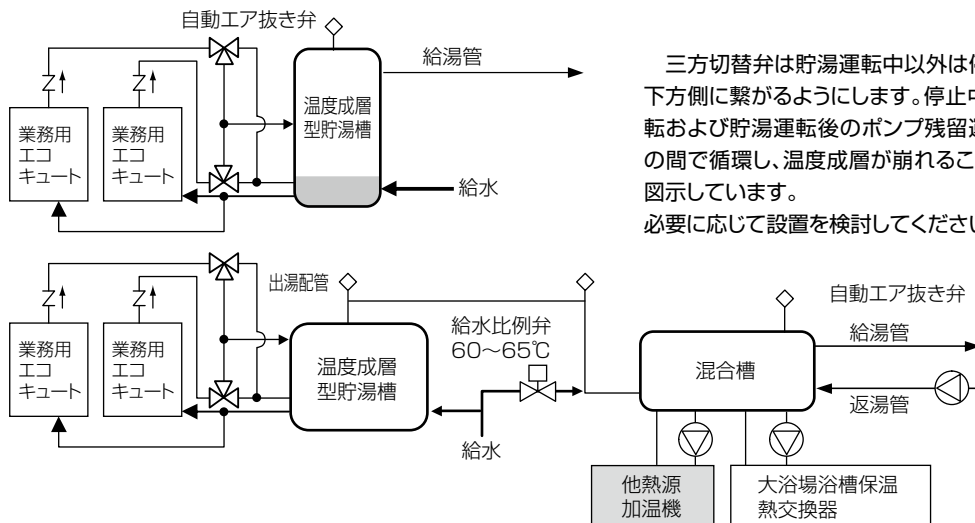 自動エア抜き弁
給湯管
温度成層
型貯湯槽
業務用
エコ
キュート
業務用
エコ
キュート
給水
三方切替弁は貯湯運転中以外は
下方側に繋がるようにします。停止中
転および貯湯運転後のポンプ残留
の間で循環し、温度成層が崩れるこ
図示しています。
必要に応じて設置を検討してくださ
出湯配管
業務用
エコ
キュート
業務用
エコ
キュート
温度成層
型貯湯槽
給水比例弁
60～65℃
給水
自動エア抜き弁
給湯管
混合槽
返湯管
他熱源
加温機
大浴場浴槽保温
熱交換器